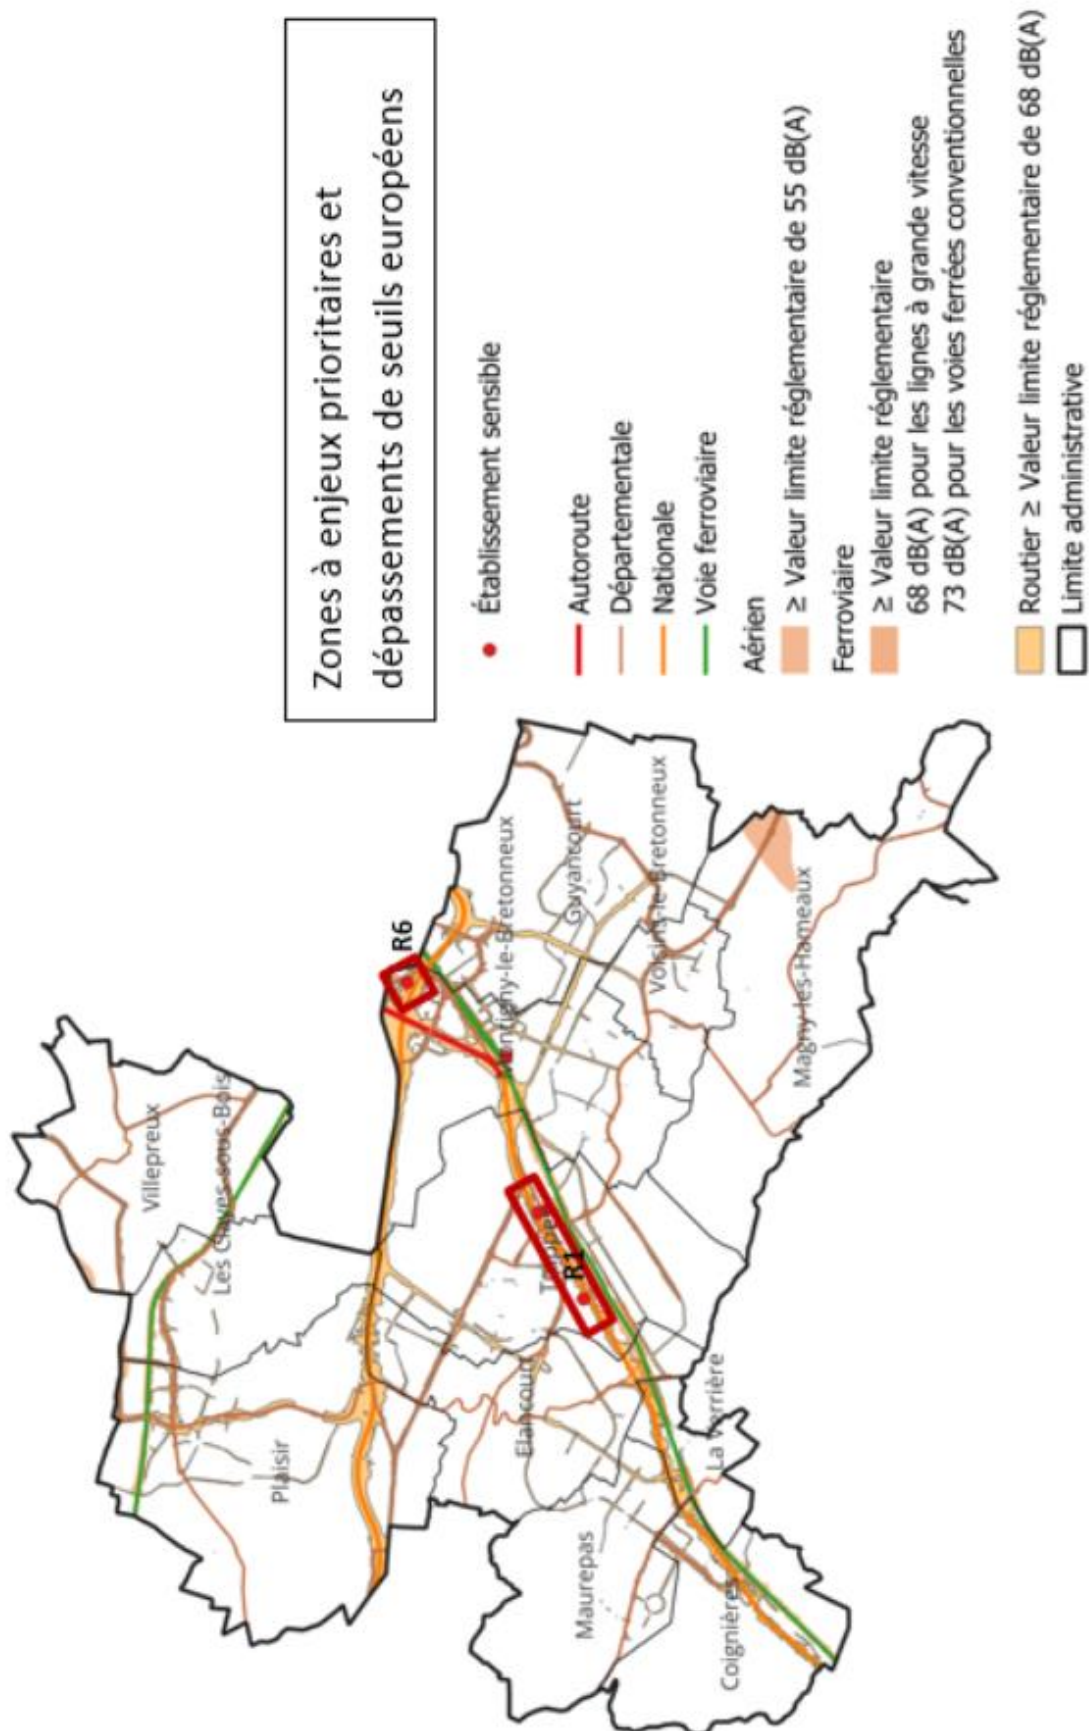 Zones à enjeux prioritaires et
dépassements de seuils européens
Établissement sensible
Autoroute
Départementale
Nationale
Voie ferroviaire
Aérien
≥ Valeur limite réglementaire de 55 dB(A)
Ferroviaire
≥ Valeur limite réglementaire
68 dB(A) pour les lignes à grande vitesse
73 dB(A) pour les voies ferrées conventionnelles
Routier ≥ Valeur limite réglementaire de 68 dB(A)
Limite administrative
Villepreux
Les Clayes-sous-Bois
Plaisir
R6
Montigny-le-Bretonneux
Guyancourt
Voisins-le-Bretonneux
Trappes
R1
Elancourt
Magny-les-Hameaux
La Verrière
Maurepas
Coignières